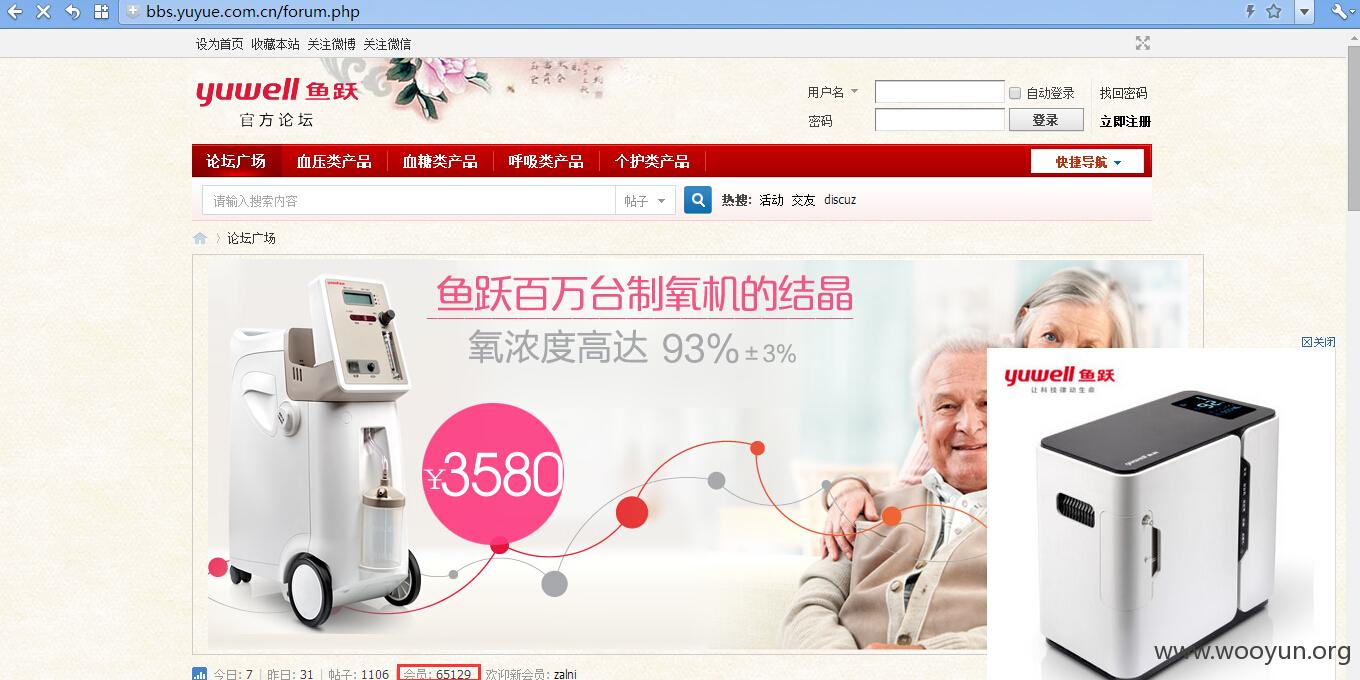 bbs.yuyue.com.cn/forum.php
设为首页 收藏本站 关注微博 关注微信
yuwell 鱼跃
官方论坛
用户名 自动登录 找回密码
密码 登录 立即注册
论坛广场 血压类产品 血糖类产品 呼吸类产品 个护类产品 快捷导航
请输入搜索内容 帖子 热搜: 活动 交友 discuz
论坛广场
鱼跃百万台制氧机的结晶
氧浓度高达 93%±3%
¥3580
关闭
yuwell 鱼跃
让科技律动生命
www.wooyun.org
今日: 7 | 昨日: 31 | 帖子: 1106 会员: 65129 欢迎新会员: zalni